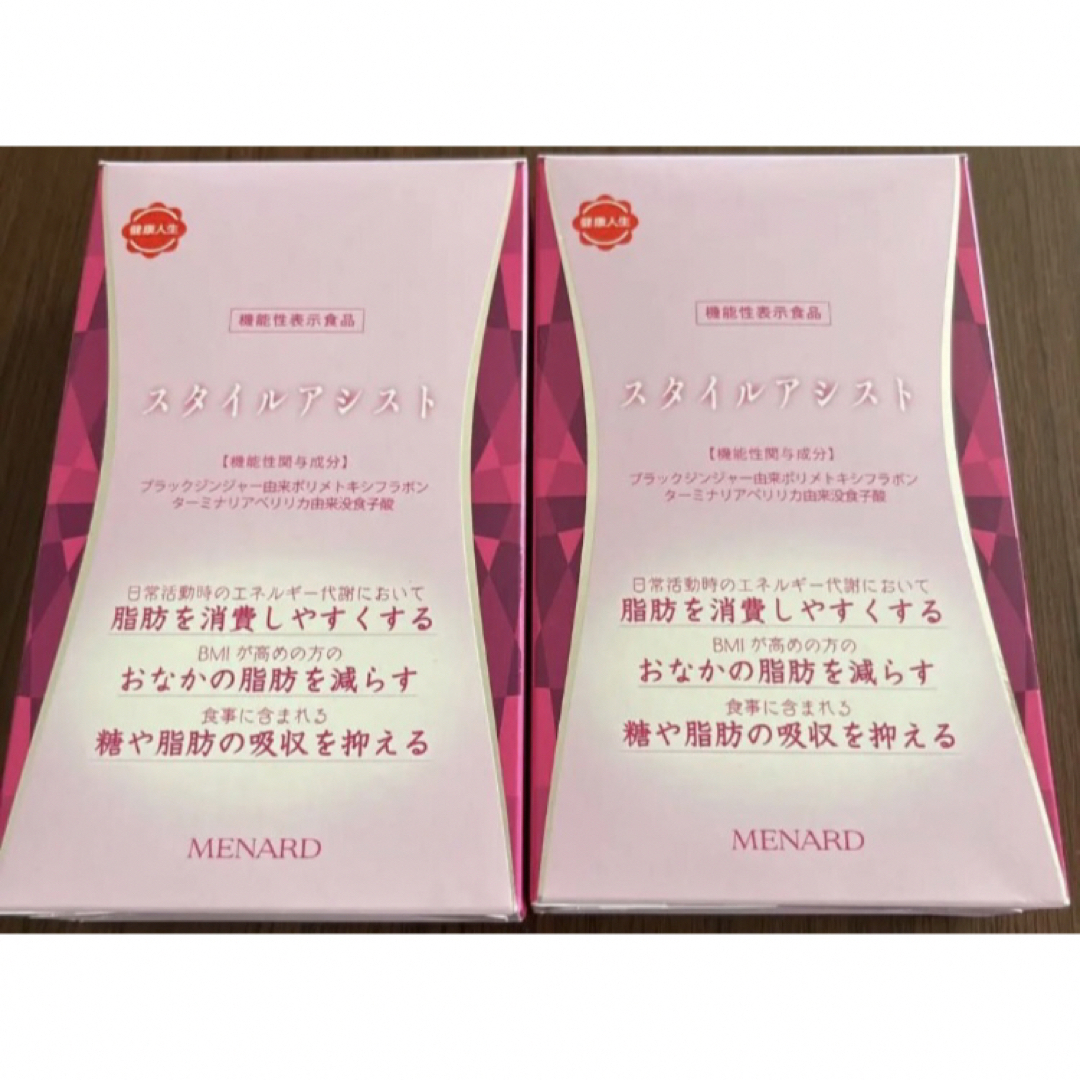 健康人生
機能性表示食品
スタイルアシスト
【機能性関与成分】
ブラックジンジャー由来ポリメトキシフラボン
ターミナリアベリリカ由来没食子酸
日常活動時のエネルギー代謝において
脂肪を消費しやすくする
BMIが高めの方の
おなかの脂肪を減らす
食事に含まれる
糖や脂肪の吸収を抑える
MENARD
健康人生
機能性表示食品
スタイルアシスト
【機能性関与成分】
ブラックジンジャー由来ポリメトキシフラボン
ターミナリアベリリカ由来没食子酸
日常活動時のエネルギー代謝において
脂肪を消費しやすくする
BMIが高めの方の
おなかの脂肪を減らす
食事に含まれる
糖や脂肪の吸収を抑える
MENARD